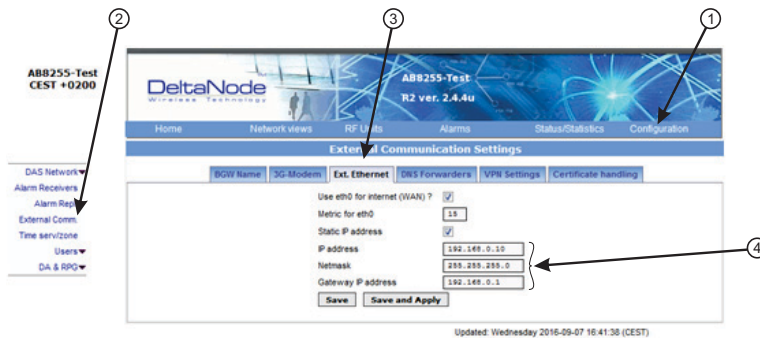 2
3
1
AB8255-Test
CEST +0200
DeltaNode
Wireless Technology
AB8255-Test
R2 ver. 2.4.4u
Home Network views RF Units Alarms Status/Statistics Configuration
External Communication Settings
BGW Name 3G-Modem Ext. Ethernet DNS Forwarders VPN Settings Certificate handling
DAS Network
Alarm Receivers
Alarm Rep
External Comm.
Time serv/zone
Users
DA & RPG
Use eth0 for internet (WAN) ?
Metric for eth0 15
Static IP address
IP address 192.168.0.10
Netmask 255.255.255.0
Gateway IP address 192.168.0.1
4
Save Save and Apply
Updated: Wednesday 2016-09-07 16:41:38 (CEST)